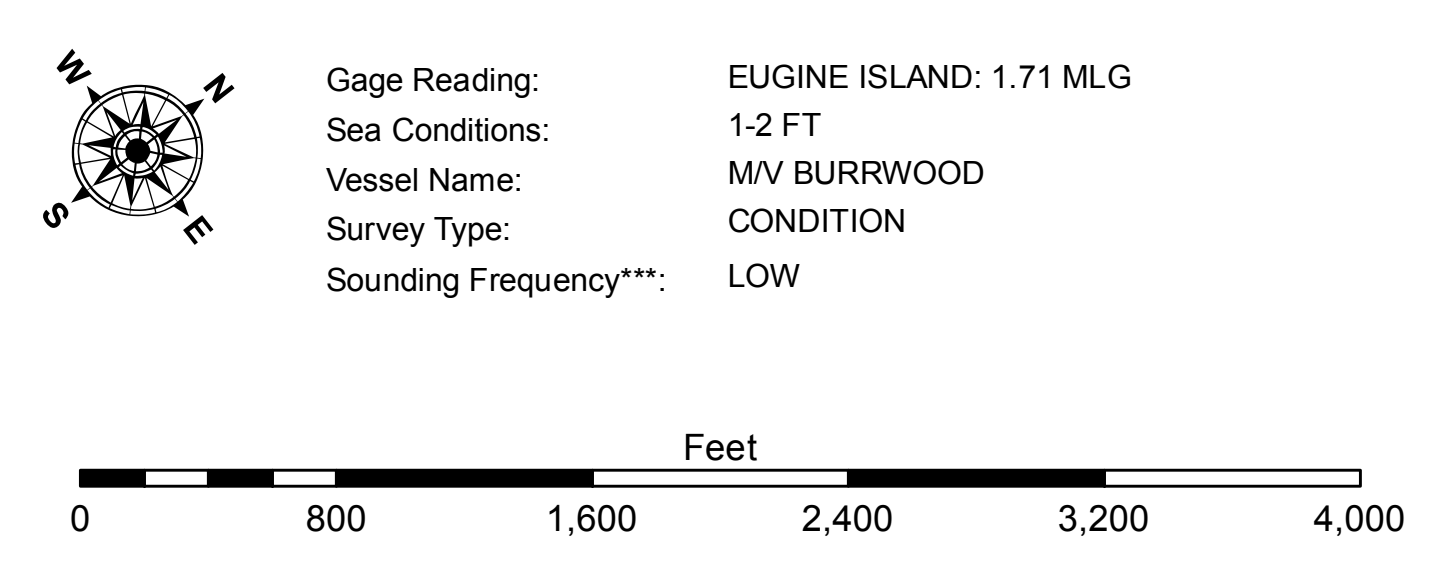 W
N
S
E
Gage Reading: EUGINE ISLAND: 1.71 MLG
Sea Conditions: 1-2 FT
Vessel Name: M/V BURRWOOD
Survey Type: CONDITION
Sounding Frequency***: LOW
Feet
0 800 1,600 2,400 3,200 4,000